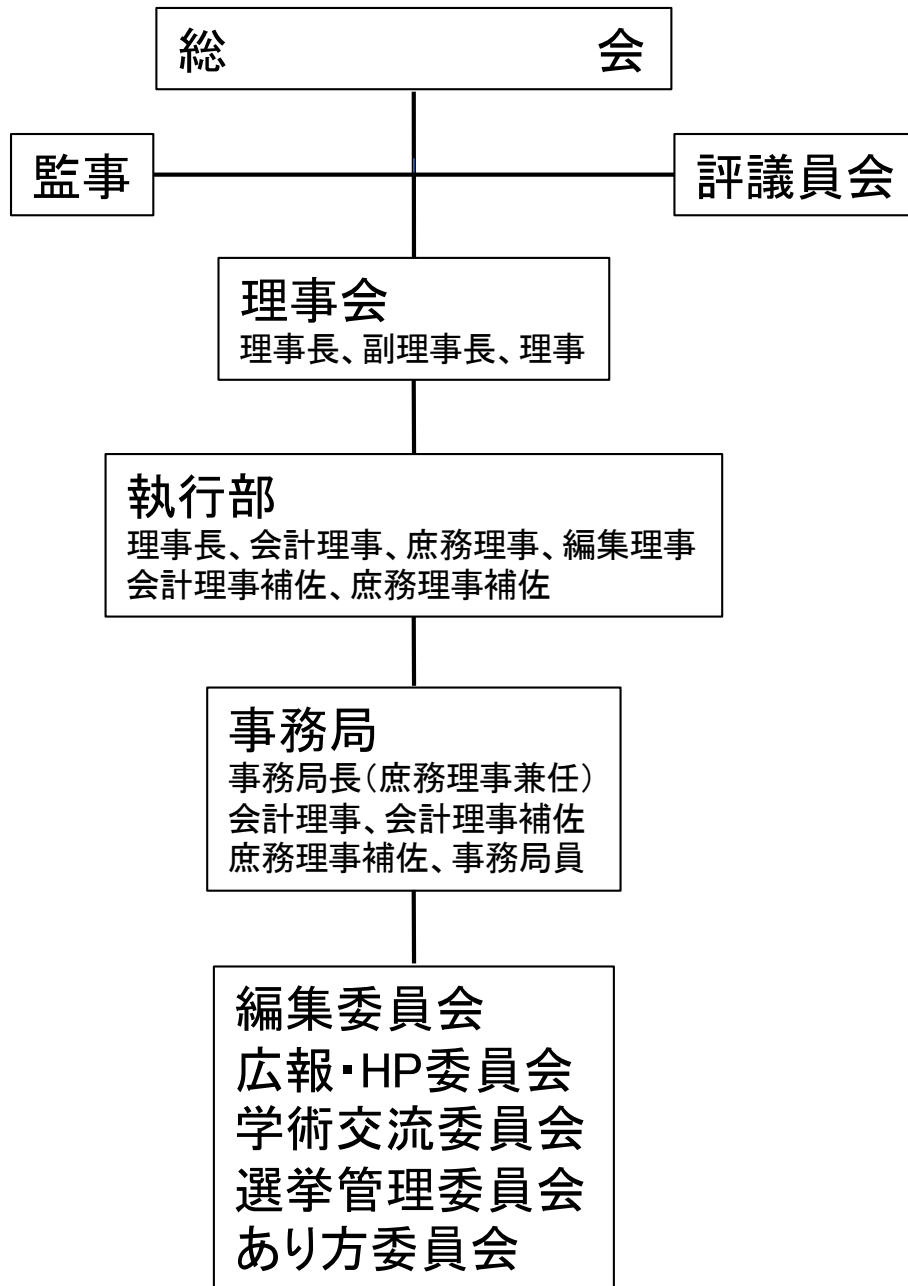 総　　　　　会
監事
評議員会
理事会
理事長、副理事長、理事
執行部
理事長、会計理事、庶務理事、編集理事
会計理事補佐、庶務理事補佐
事務局
事務局長（庶務理事兼任）
会計理事、会計理事補佐
庶務理事補佐、事務局員
編集委員会
広報・HP委員会
学術交流委員会
選挙管理委員会
あり方委員会